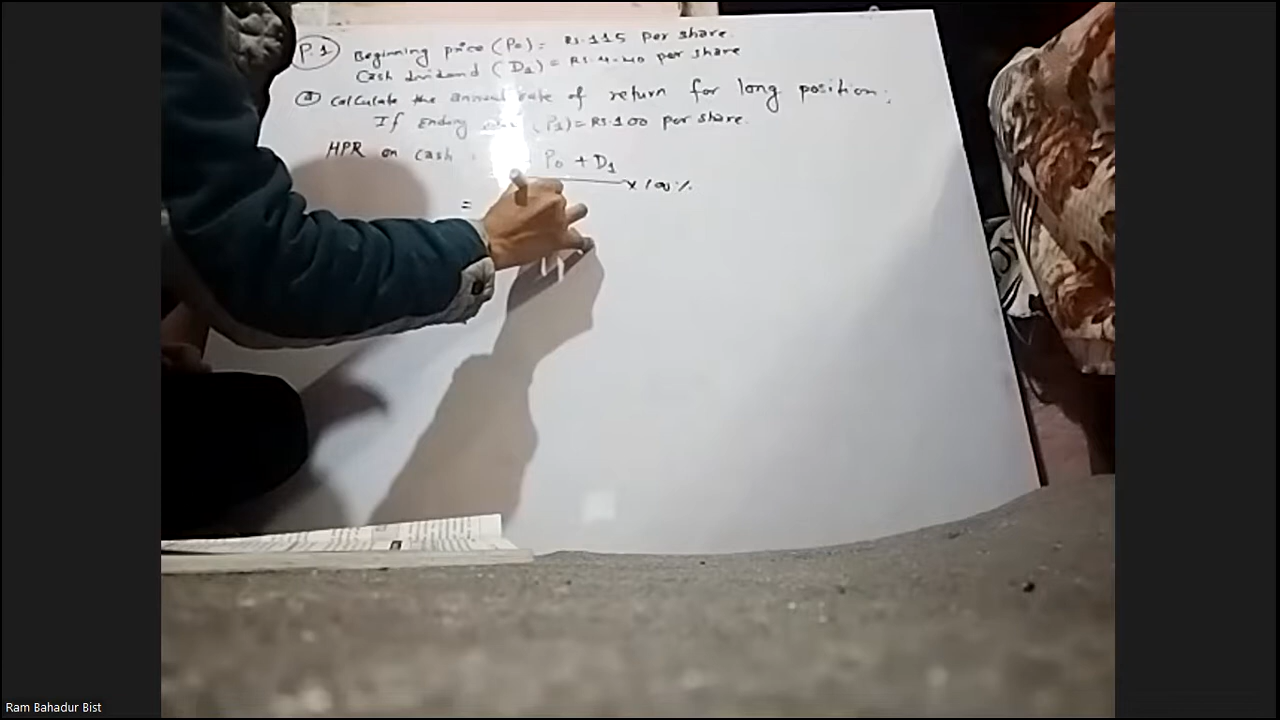 P.1 Beginning price (P0) = Rs.115 per share.
Cash dividend (D1) = Rs.4.40 per share
a Calculate the annual rate of return for long position;
If Ending (P1) = Rs.100 per share.
HPR on Cash = P0 + D1
× 100%
=
Ram Bahadur Bist